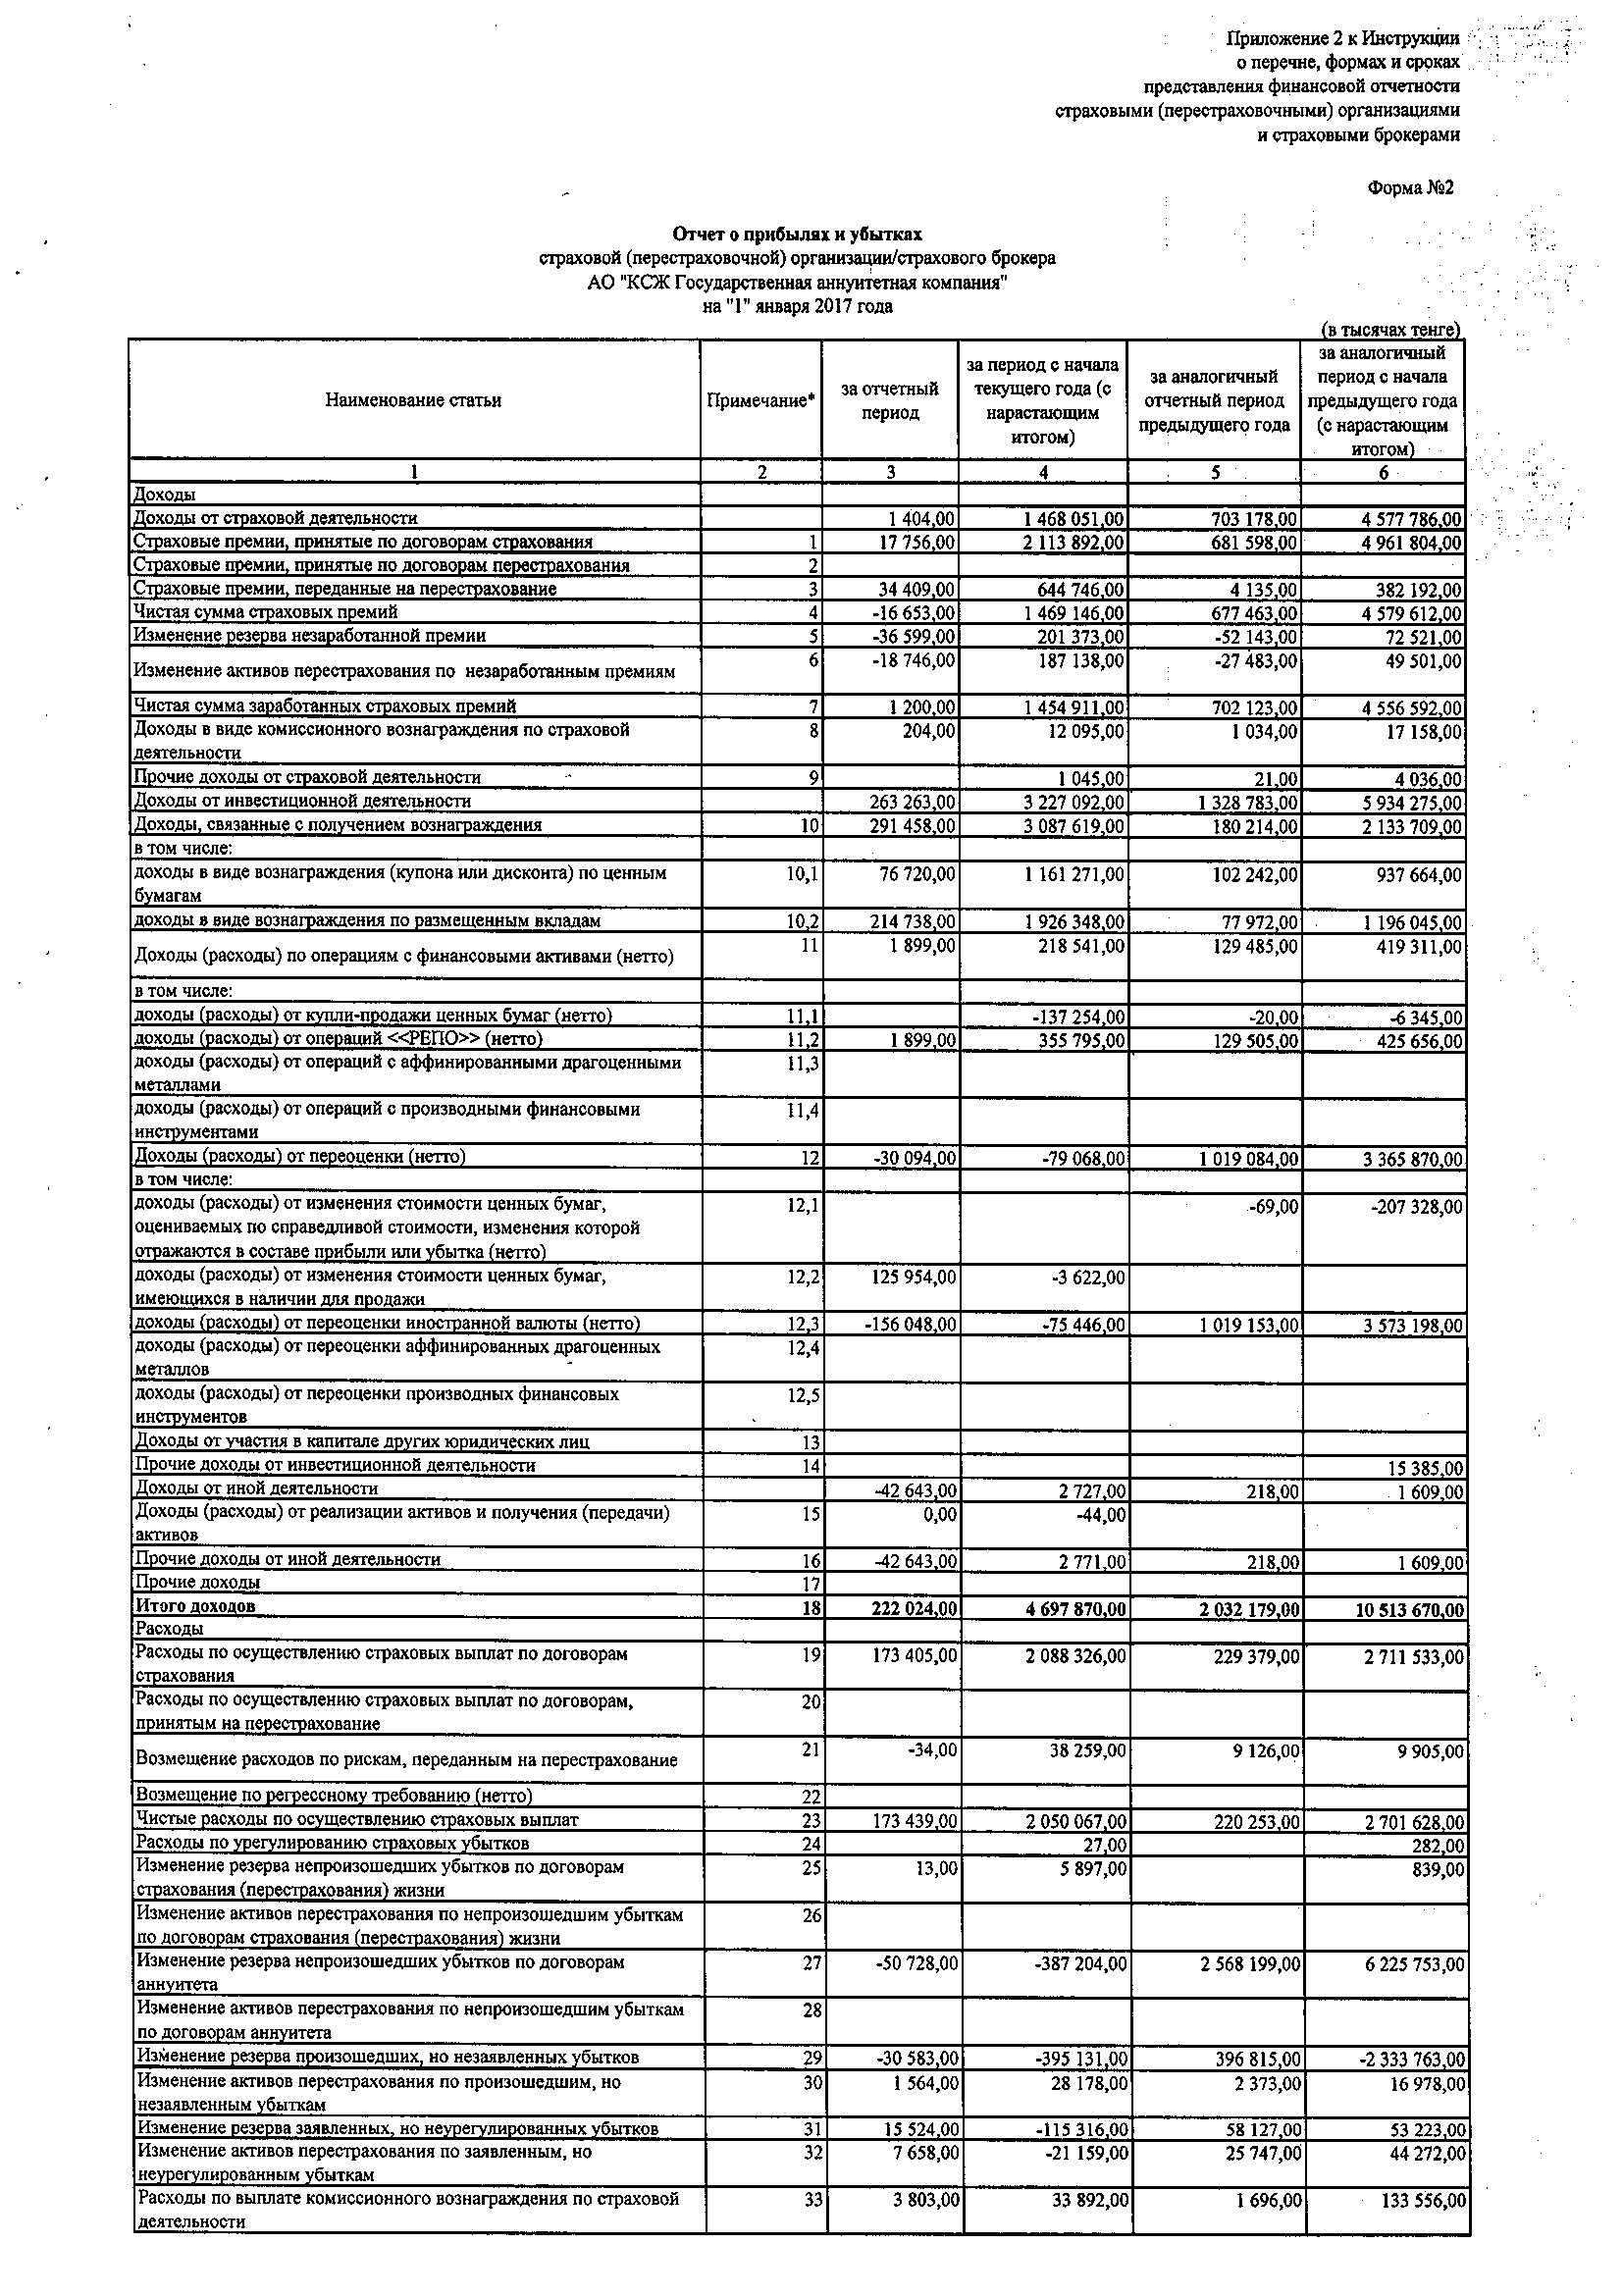 Приложение 2 к Инструкции
о перечне, формах и сроках
представления финансовой отчетности
страховыми (перестраховочными) организациями
и страховыми брокерами
Форма №2
Отчет о прибылях и убытках
страховой (перестраховочной) организации/страхового брокера
АО "КСЖ Государственная аннуитетная компания"
на "1" января 2017 года
(в тысячах тенге)
Наименование статьи
Примечание*
за отчетный
период
за период с начала
текущего года (с
нарастающим
итогом)
за аналогичный
отчетный период
предыдущего года
за аналогичный
период с начала
предыдущего года
(с нарастающим
итогом)
1 2 3 4 5 6
Доходы
Доходы от страховой деятельности 1 404,00 1 468 051,00 703 178,00 4 577 786,00
Страховые премии, принятые по договорам страхования 1 17 756,00 2 113 892,00 681 598,00 4 961 804,00
Страховые премии, принятые по договорам перестрахования 2
Страховые премии, переданные на перестрахование 3 34 409,00 644 746,00 4 135,00 382 192,00
Чистая сумма страховых премий 4 -16 653,00 1 469 146,00 677 463,00 4 579 612,00
Изменение резерва незаработанной премии 5 -36 599,00 201 373,00 -52 143,00 72 521,00
Изменение активов перестрахования по незаработанным премиям 6 -18 746,00 187 138,00 -27 483,00 49 501,00
Чистая сумма заработанных страховых премий 7 1 200,00 1 454 911,00 702 123,00 4 556 592,00
Доходы в виде комиссионного вознаграждения по страховой 8 204,00 12 095,00 1 034,00 17 158,00
деятельности
Прочие доходы от страховой деятельности 9 1 045,00 21,00 4 036,00
Доходы от инвестиционной деятельности 263 263,00 3 227 092,00 1 328 783,00 5 934 275,00
Доходы, связанные с получением вознаграждения 10 291 458,00 3 087 619,00 180 214,00 2 133 709,00
в том числе:
доходы в виде вознаграждения (купона или дисконта) по ценным 10,1 76 720,00 1 161 271,00 102 242,00 937 664,00
бумагам
доходы в виде вознаграждения по размещенным вкладам 10,2 214 738,00 1 926 348,00 77 972,00 1 196 045,00
Доходы (расходы) по операциям с финансовыми активами (нетто) 11 1 899,00 218 541,00 129 485,00 419 311,00
в том числе:
доходы (расходы) от купли-продажи ценных бумаг (нетто) 11,1 -137 254,00 -20,00 -6 345,00
доходы (расходы) от операций <<РЕПО>> (нетто) 11,2 1 899,00 355 795,00 129 505,00 425 656,00
доходы (расходы) от операций с аффинированными драгоценными 11,3
металлами
доходы (расходы) от операций с производными финансовыми 11,4
инструментами
Доходы (расходы) от переоценки (нетто) 12 -30 094,00 -79 068,00 1 019 084,00 3 365 870,00
в том числе:
доходы (расходы) от изменения стоимости ценных бумаг, 12,1 -69,00 -207 328,00
оцениваемых по справедливой стоимости, изменения которой
отражаются в составе прибыли или убытка (нетто)
доходы (расходы) от изменения стоимости ценных бумаг, 12,2 125 954,00 -3 622,00
имеющихся в наличии для продажи
доходы (расходы) от переоценки иностранной валюты (нетто) 12,3 -156 048,00 -75 446,00 1 019 153,00 3 573 198,00
доходы (расходы) от переоценки аффинированных драгоценных 12,4
металлов
доходы (расходы) от переоценки производных финансовых 12,5
инструментов
Доходы от участия в капитале других юридических лиц 13
Прочие доходы от инвестиционной деятельности 14 15 385,00
Доходы от иной деятельности -42 643,00 2 727,00 218,00 1 609,00
Доходы (расходы) от реализации активов и получения (передачи) 15 0,00 -44,00
активов
Прочие доходы от иной деятельности 16 -42 643,00 2 771,00 218,00 1 609,00
Прочие доходы 17
Итого доходов 18 222 024,00 4 697 870,00 2 032 179,00 10 513 670,00
Расходы
Расходы по осуществлению страховых выплат по договорам 19 173 405,00 2 088 326,00 229 379,00 2 711 533,00
страхования
Расходы по осуществлению страховых выплат по договорам, 20
принятым на перестрахование
Возмещение расходов по рискам, переданным на перестрахование 21 -34,00 38 259,00 9 126,00 9 905,00
Возмещение по регрессному требованию (нетто) 22
Чистые расходы по осуществлению страховых выплат 23 173 439,00 2 050 067,00 220 253,00 2 701 628,00
Расходы по урегулированию страховых убытков 24 27,00 282,00
Изменение резерва непроизошедших убытков по договорам 25 13,00 5 897,00 839,00
страхования (перестрахования) жизни
Изменение активов перестрахования по непроизошедшим убыткам 26
по договорам страхования (перестрахования) жизни
Изменение резерва непроизошедших убытков по договорам 27 -50 728,00 -387 204,00 2 568 199,00 6 225 753,00
аннуитета
Изменение активов перестрахования по непроизошедшим убыткам 28
по договорам аннуитета
Изменение резерва произошедших, но незаявленных убытков 29 -30 583,00 -395 131,00 396 815,00 -2 333 763,00
Изменение активов перестрахования по произошедшим, но 30 1 564,00 28 178,00 2 373,00 16 978,00
незаявленным убыткам
Изменение резерва заявленных, но неурегулированных убытков 31 15 524,00 -115 316,00 58 127,00 53 223,00
Изменение активов перестрахования по заявленным, но 32 7 658,00 -21 159,00 25 747,00 44 272,00
неурегулированным убыткам
Расходы по выплате комиссионного вознаграждения по страховой 33 3 803,00 33 892,00 1 696,00 133 556,00
деятельности